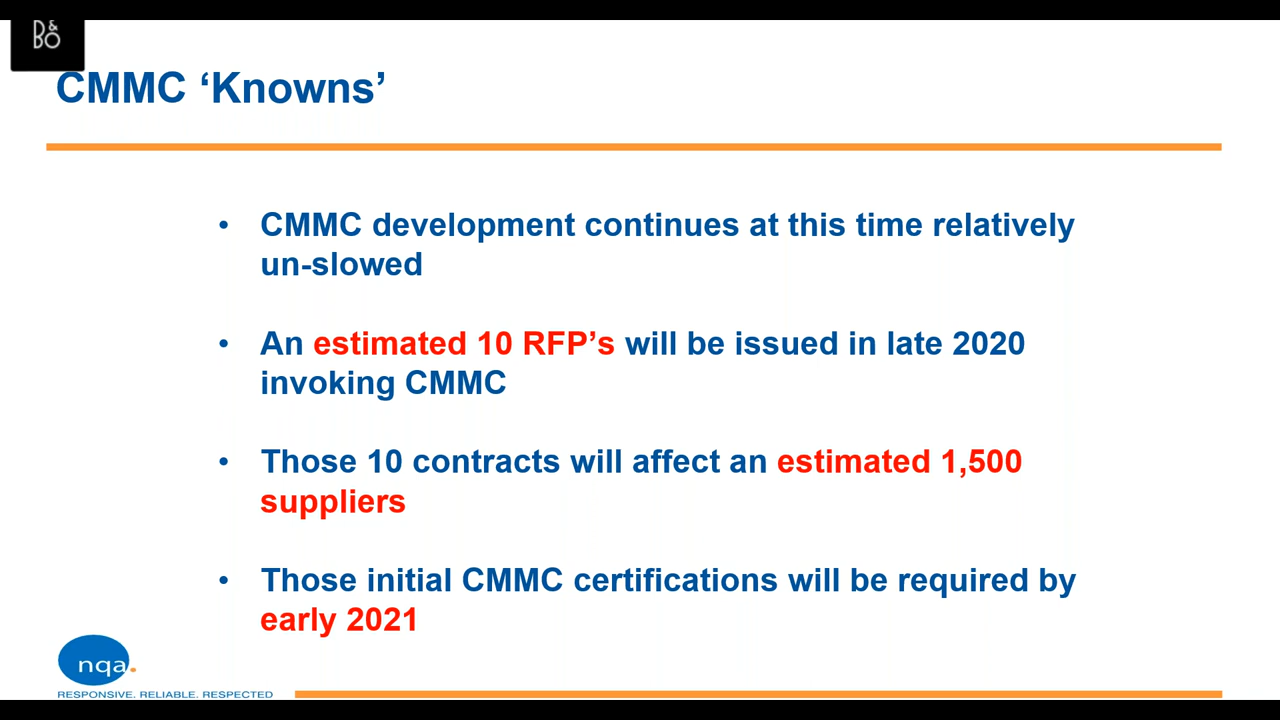 B&O
CMMC ‘Knowns’
• CMMC development continues at this time relatively
un-slowed
• An estimated 10 RFP’s will be issued in late 2020
invoking CMMC
• Those 10 contracts will affect an estimated 1,500
suppliers
• Those initial CMMC certifications will be required by
early 2021
nqa.
RESPONSIVE. RELIABLE. RESPECTED